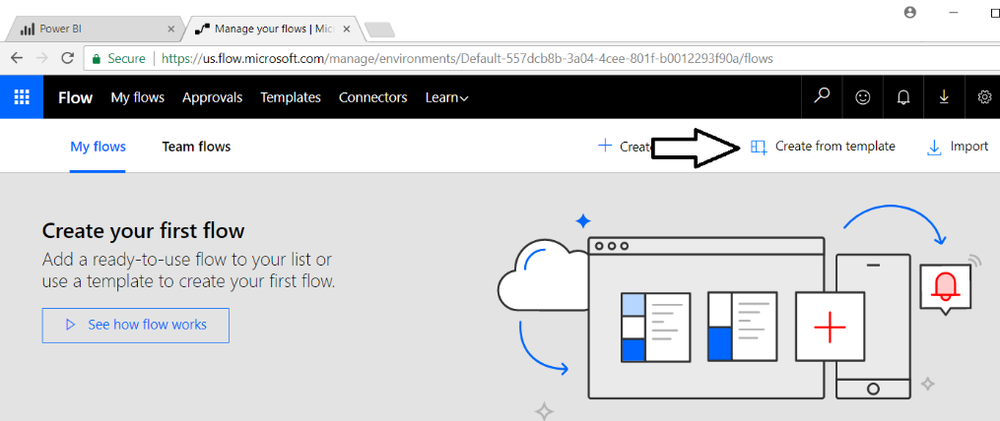 Power BI
Manage your flows | Mic
Secure https://us.flow.microsoft.com/manage/environments/Default-557dcb8b-3a04-4cee-801f-b0012293f90a/flows
Flow My flows Approvals Templates Connectors Learn
My flows Team flows Create from template Import
Create your first flow
Add a ready-to-use flow to your list or
use a template to create your first flow.
See how flow works